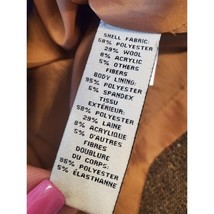 SHELL FABRIC:
58% POLYESTER
29% WOOL
8% ACRYLIC
5% OTHERS
FIBERS
BODY LINING:
95% POLYESTER
5% SPANDEX
TISSU
EXTÉRIEUR:
58% POLYESTER
29% LAINE
8% ACRYLIQUE
5% D'AUTRES
FIBRES
DOUBLURE
DU CORPS:
95% POLYESTER
5% ÉLASTHANNE